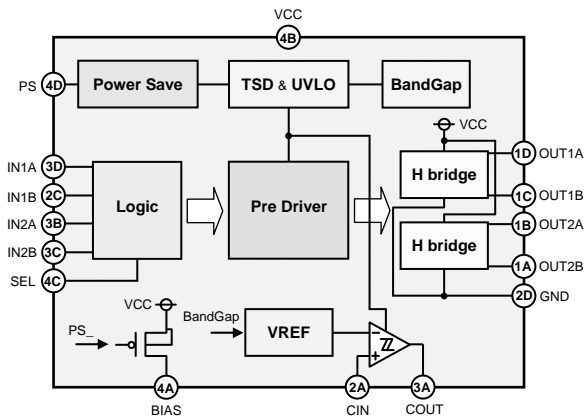 VCC
4B
PS
4D
Power Save
TSD & UVLO
BandGap
VCC
IN1A
3D
IN1B
2C
IN2A
3B
IN2B
3C
SEL
4C
Logic
Pre Driver
H bridge
H bridge
1D
OUT1A
1C
OUT1B
1B
OUT2A
1A
OUT2B
2D
GND
VCC
PS_
BandGap
VREF
4A
BIAS
2A
CIN
3A
COUT